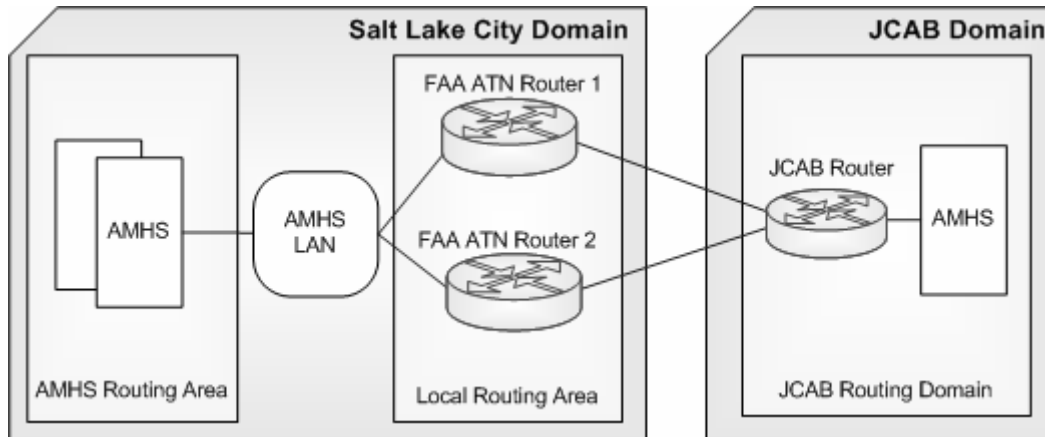 Salt Lake City Domain
JCAB Domain
FAA ATN Router 1
JCAB Router
AMHS
AMHS
LAN
FAA ATN Router 2
AMHS
AMHS Routing Area
Local Routing Area
JCAB Routing Domain